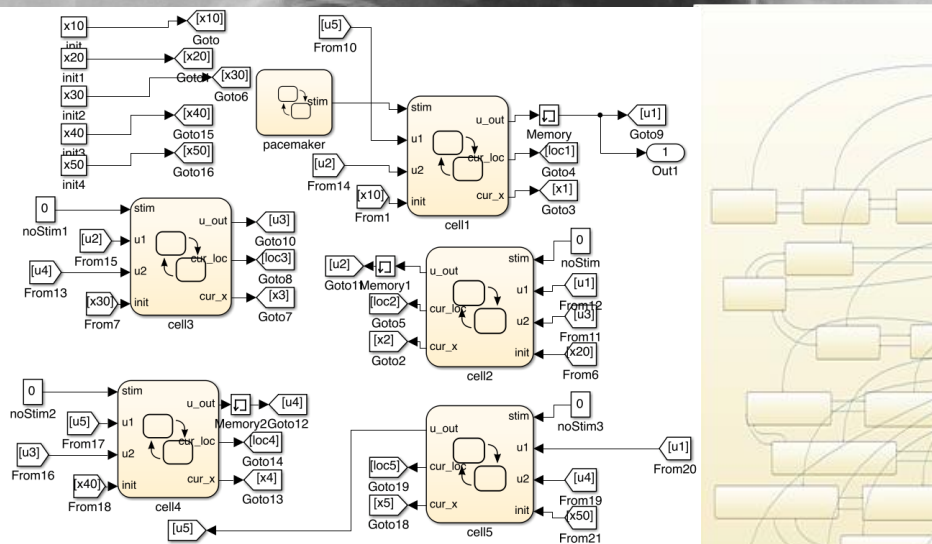 x10
init
[x10]
Goto
x20
init1
[x20]
x30
init2
[x30]
Goto6
x40
init3
[x40]
Goto15
x50
init4
[x50]
Goto16
[u5]
From10
stim
pacemaker
[u2]
From14
[x10]
From1
stim
u1
u2
init
u_out
cur_loc
cur_x
cell1
Memory
[loc1]
Goto4
[x1]
Goto3
[u1]
Goto9
1
Out1
0
noStim1
[u2]
From15
[u4]
From13
[x30]
From7
stim
u1
u2
init
u_out
cur_loc
cur_x
cell3
[u3]
Goto10
[loc3]
Goto8
[x3]
Goto7
[u2]
Goto11
Memory1
[loc2]
Goto5
[x2]
Goto2
u_out
cur_loc
cur_x
stim
u1
u2
init
cell2
0
noStim
[u1]
From12
[u3]
From11
[x20]
From6
0
noStim2
[u5]
From17
[u3]
From16
[x40]
From18
stim
u1
u2
init
u_out
cur_loc
cur_x
cell4
Memory2
[u4]
Goto12
[loc4]
Goto14
[x4]
Goto13
[u5]
[loc5]
Goto19
[x5]
Goto18
u_out
cur_loc
cur_x
stim
u1
u2
init
cell5
0
noStim3
[u1]
From20
[u4]
From19
[x50]
From21